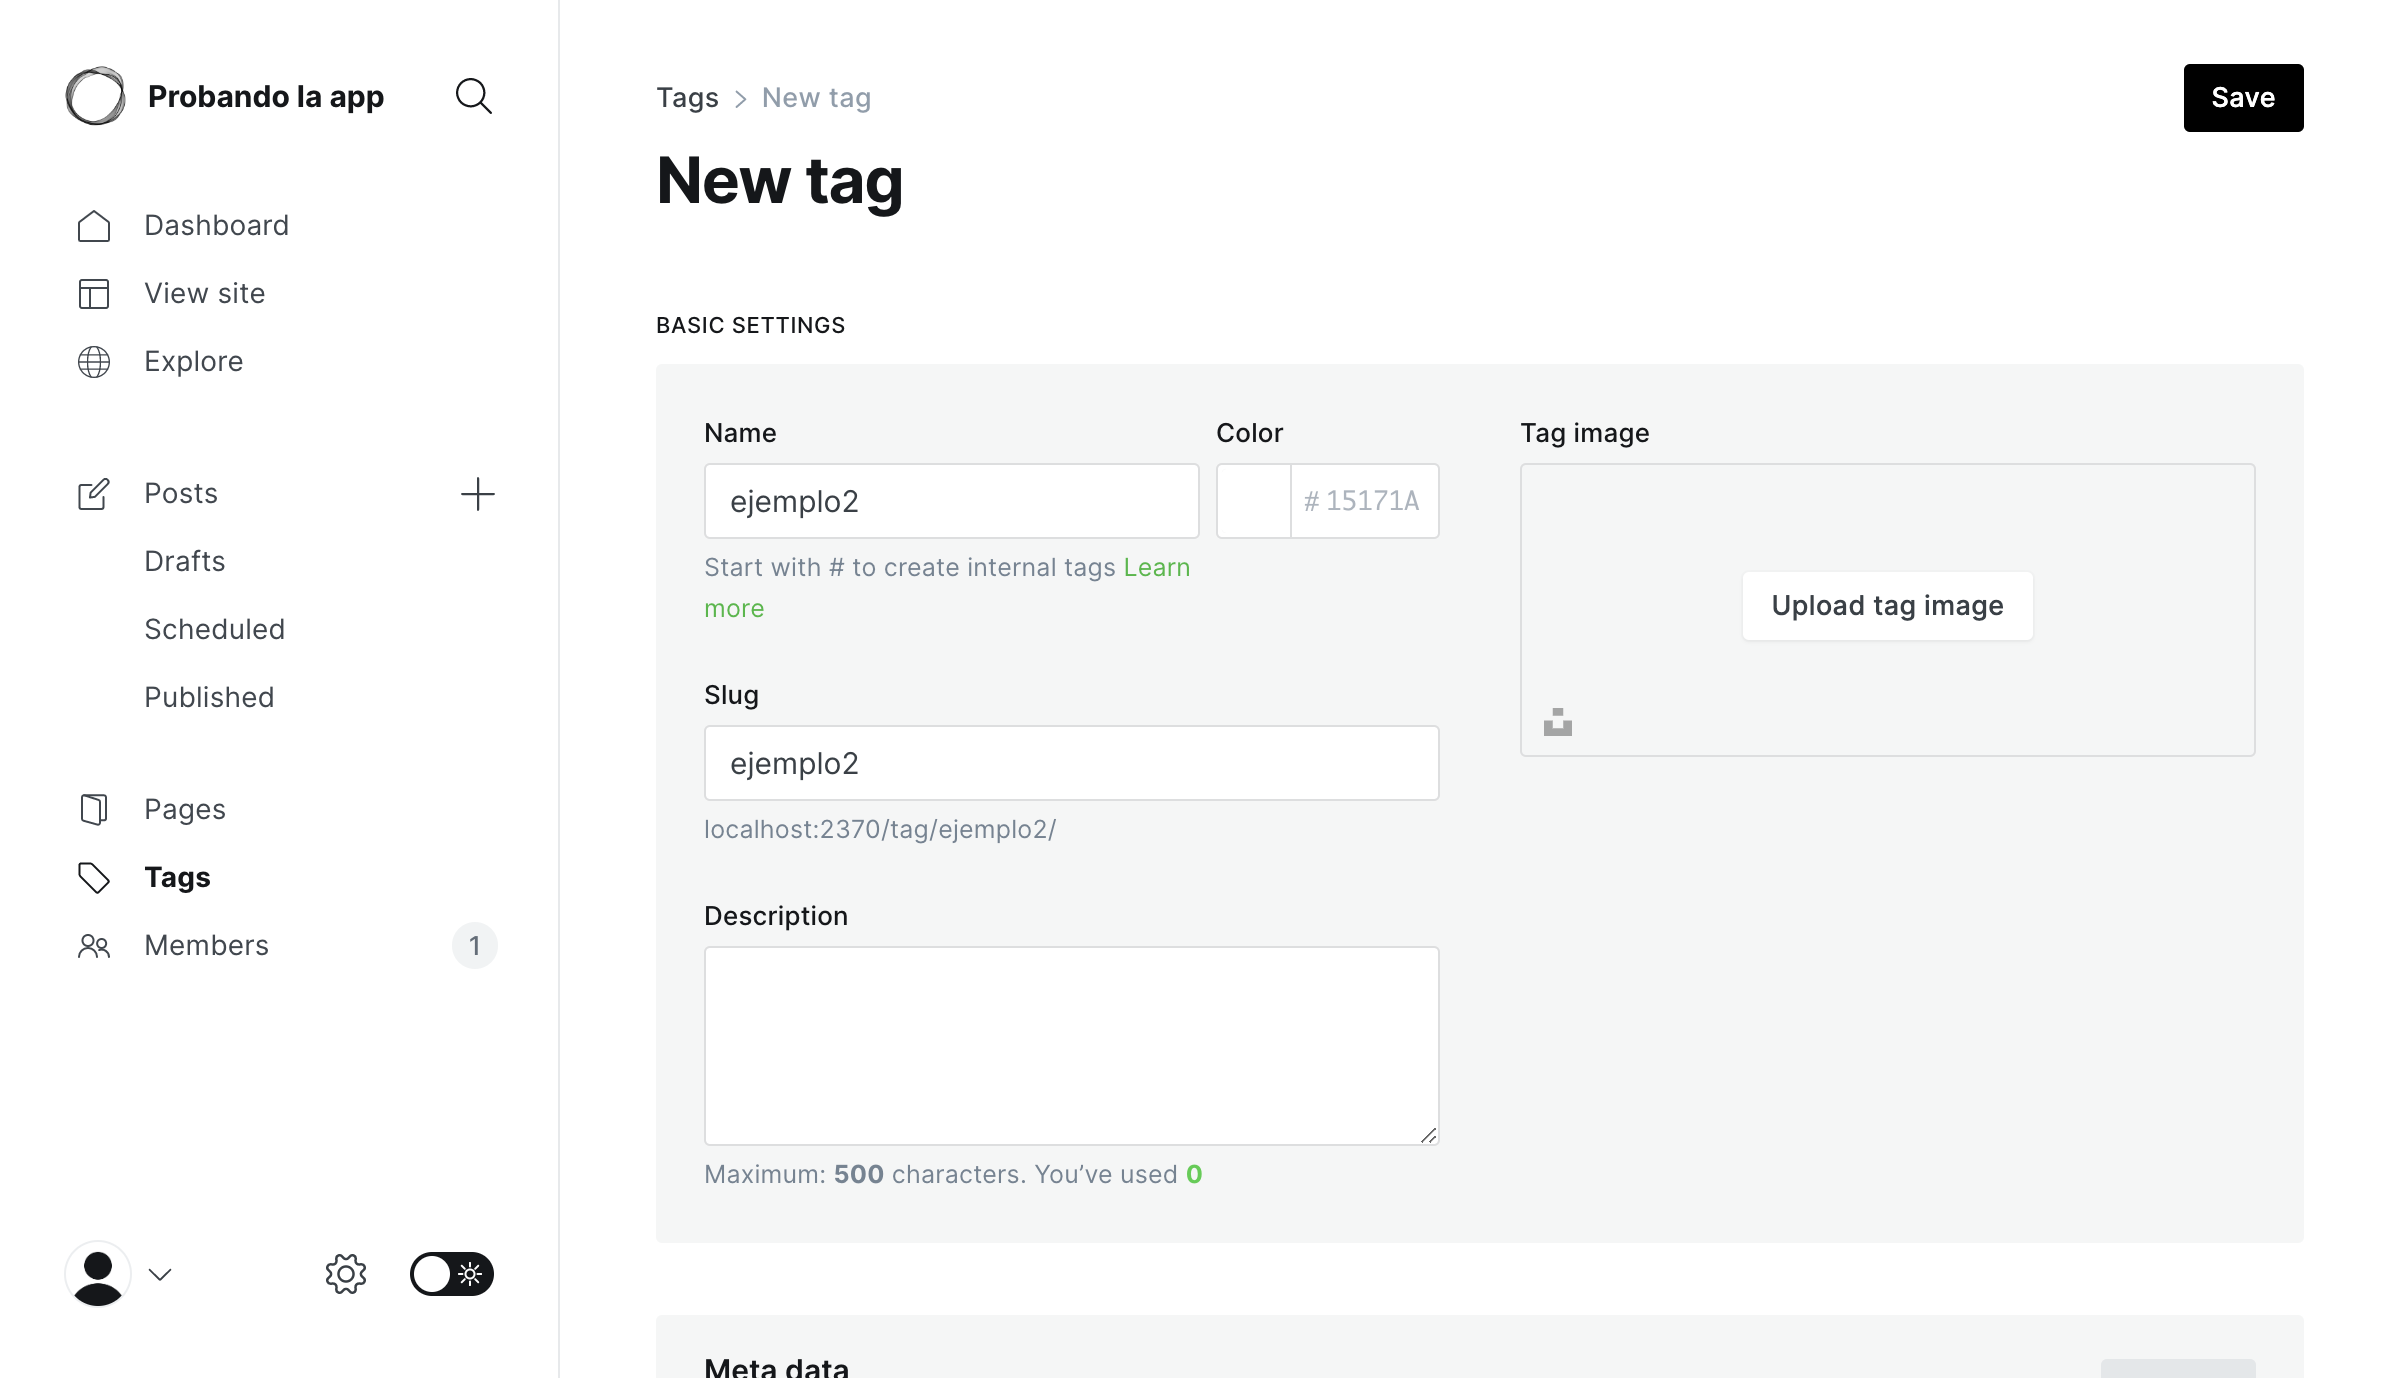 Probando la app
Dashboard
View site
Explore
Posts
Drafts
Scheduled
Published
Pages
Tags
Members
1
Tags > New tag
Save
New tag
BASIC SETTINGS
Name
ejemplo2
Start with # to create internal tags Learn
more
Color
# 15171A
Slug
ejemplo2
localhost:2370/tag/ejemplo2/
Description
Maximum: 500 characters. You’ve used 0
Tag image
Upload tag image
Meta data